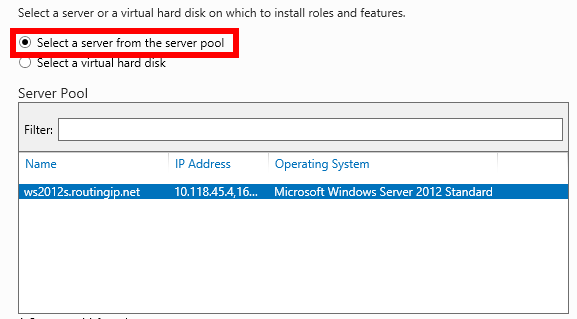 Select a server or a virtual hard disk on which to install roles and features.
Select a server from the server pool
Select a virtual hard disk
Server Pool
Filter:
Name IP Address Operating System
ws2012s.routingip.net 10.118.45.4,16... Microsoft Windows Server 2012 Standard